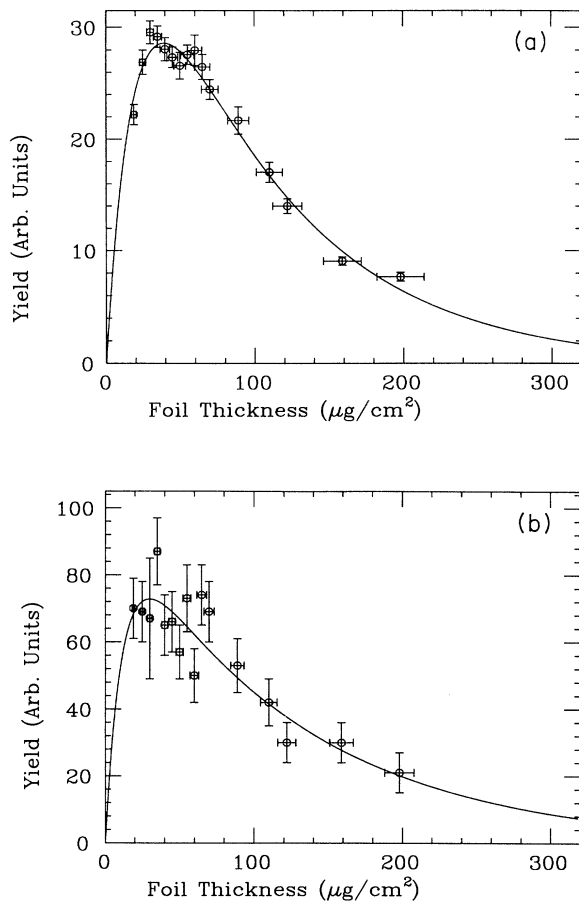 (a)
30
20
10
0
Yield (Arb. Units)
0 100 200 300
Foil Thickness (μg/cm²)
(b)
100
80
60
40
20
0
Yield (Arb. Units)
0 100 200 300
Foil Thickness (μg/cm²)